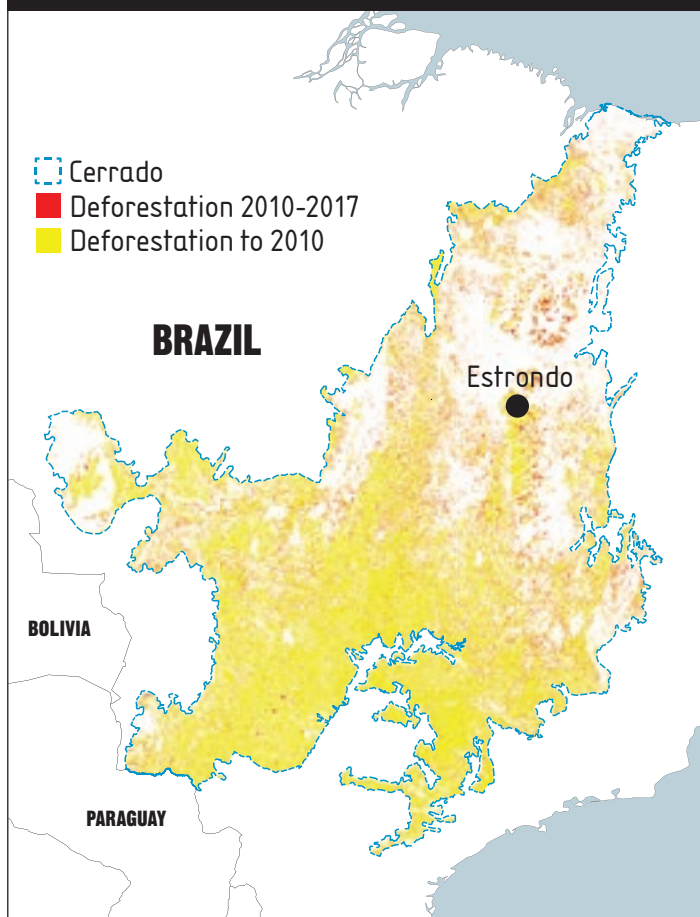 Cerrado
Deforestation 2010-2017
Deforestation to 2010
BRAZIL
Estrondo
BOLIVIA
PARAGUAY